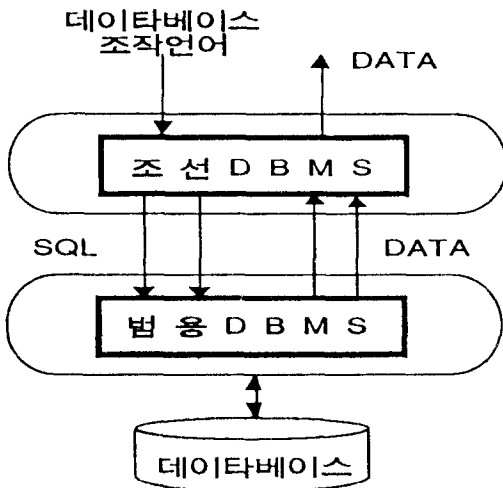 데이타베이스
조작언어
DATA
조 선 D B M S
SQL
DATA
범 용 D B M S
데이타베이스